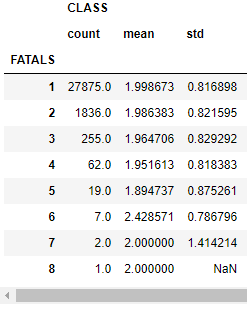 CLASS
count mean std
FATALS
1 27875.0 1.998673 0.816898
2 1836.0 1.986383 0.821595
3 255.0 1.964706 0.829292
4 62.0 1.951613 0.818383
5 19.0 1.894737 0.875261
6 7.0 2.428571 0.786796
7 2.0 2.000000 1.414214
8 1.0 2.000000 NaN